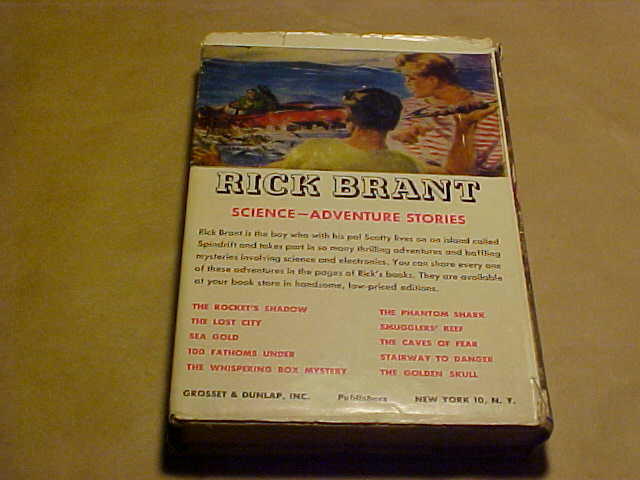 RICK BRANT
SCIENCE—ADVENTURE STORIES
Rick Brant is the boy who with his pal Scotty lives on an island called
Spindrift and takes part in so many thrilling adventures and baffling
mysteries involving science and electronics. You can share every one
of these adventures in the pages of Rick's books. They are available
at your book store in handsome, low-priced editions.
THE ROCKET'S SHADOW
THE LOST CITY
SEA GOLD
100 FATHOMS UNDER
THE WHISPERING BOX MYSTERY
THE PHANTOM SHARK
SMUGGLERS' REEF
THE CAVES OF FEAR
STAIRWAY TO DANGER
THE GOLDEN SKULL
GROSSET & DUNLAP, INC. Publishers NEW YORK 10, N. Y.